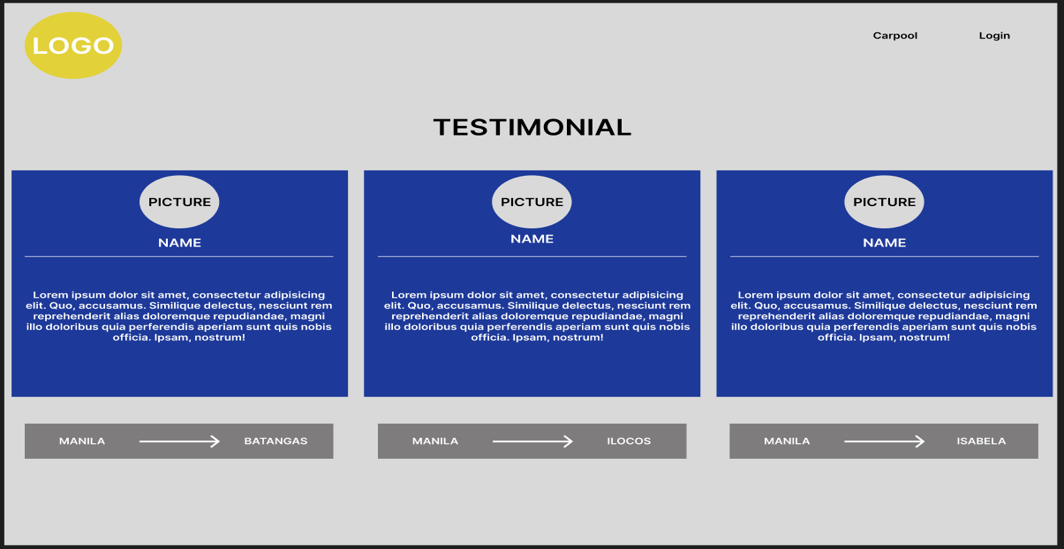 LOGO
Carpool
Login
TESTIMONIAL
PICTURE
NAME
Lorem ipsum dolor sit amet, consectetur adipisicing
elit. Quo, accusamus. Similique delectus, nesciunt rem
reprehenderit alias doloremque repudiandae, magni
illo doloribus quia perferendis aperiam sunt quis nobis
officia. Ipsam, nostrum!
PICTURE
NAME
Lorem ipsum dolor sit amet, consectetur adipisicing
elit. Quo, accusamus. Similique delectus, nesciunt rem
reprehenderit alias doloremque repudiandae, magni
illo doloribus quia perferendis aperiam sunt quis nobis
officia. Ipsam, nostrum!
PICTURE
NAME
Lorem ipsum dolor sit amet, consectetur adipisicing
elit. Quo, accusamus. Similique delectus, nesciunt rem
reprehenderit alias doloremque repudiandae, magni
illo doloribus quia perferendis aperiam sunt quis nobis
officia. Ipsam, nostrum!
MANILA BATANGAS
MANILA ILOCOS
MANILA ISABELA